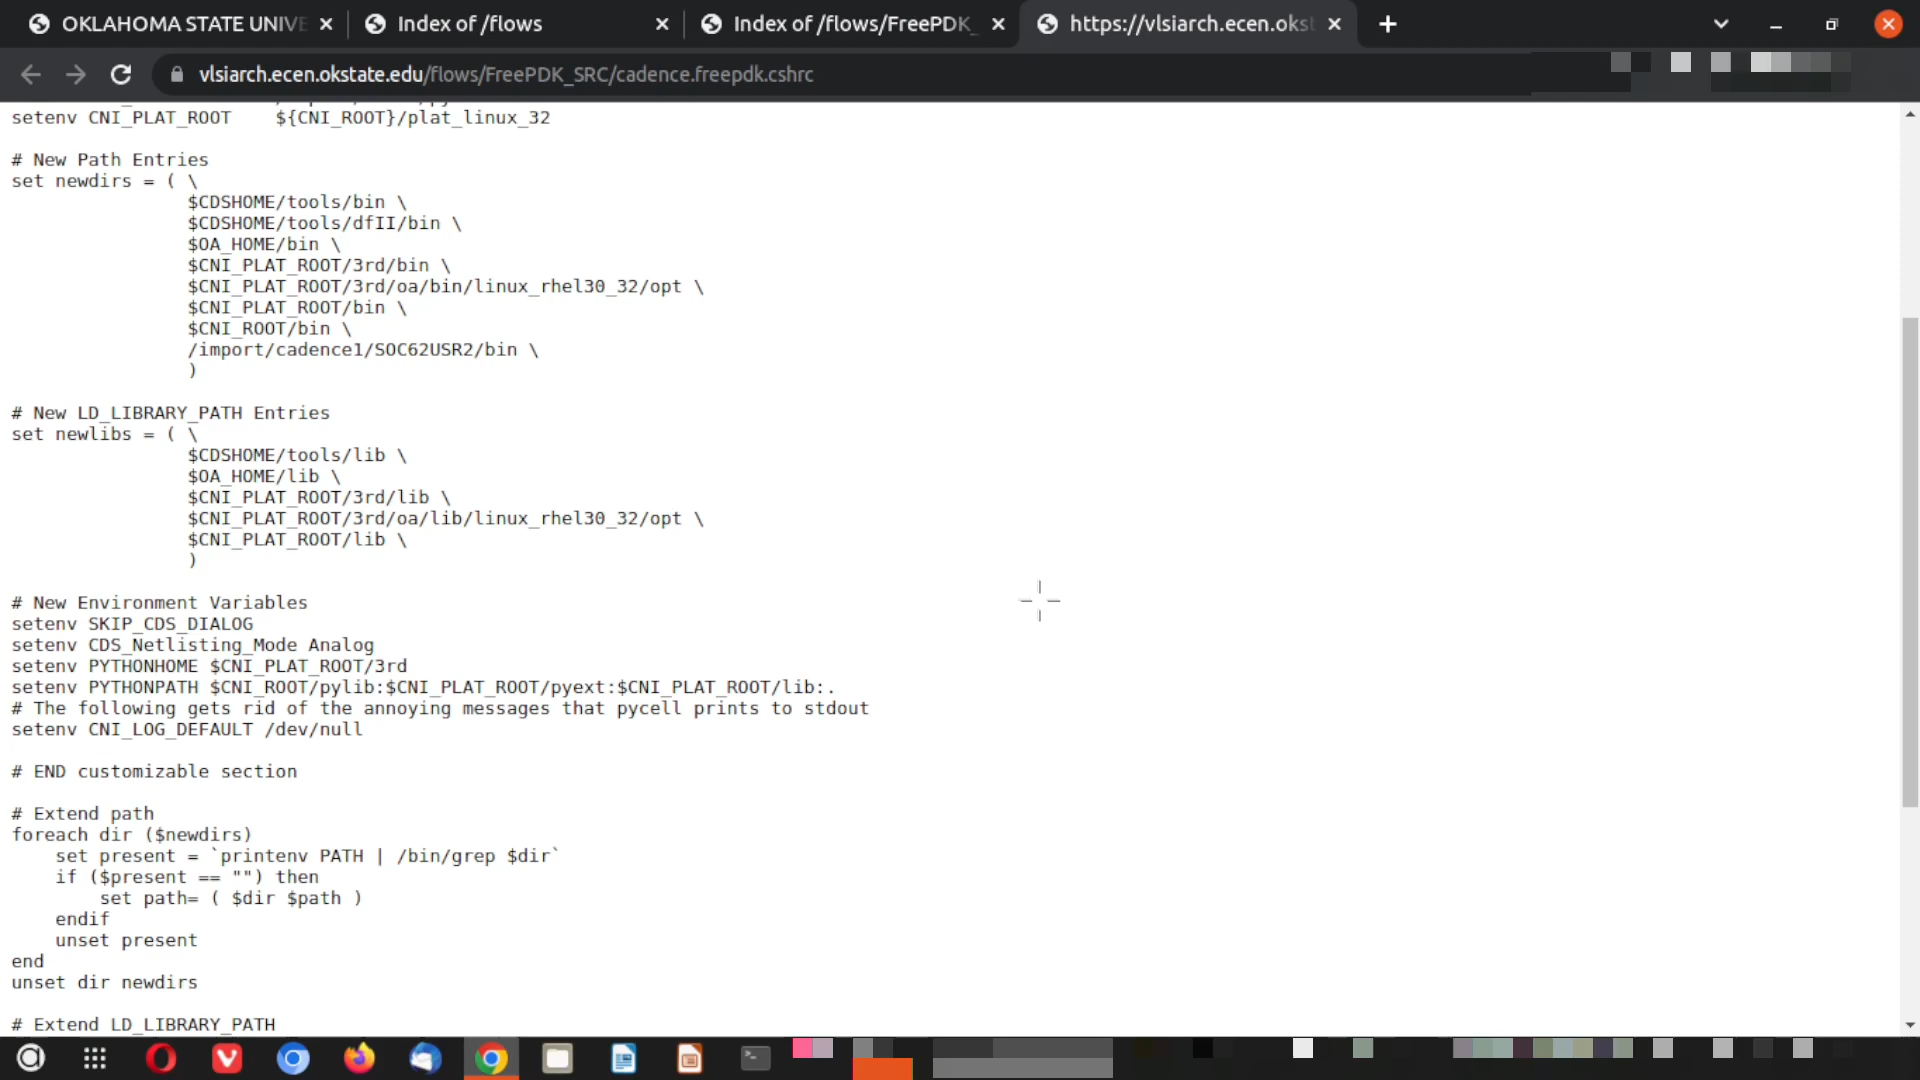 OKLAHOMA STATE UNIVE
Index of /flows
Index of /flows/FreePDK_
https://vlsiarch.ecen.okst
vlsiarch.ecen.okstate.edu/flows/FreePDK_SRC/cadence.freepdk.cshrc
setenv CNI_PLAT_ROOT    ${CNI_ROOT}/plat_linux_32
# New Path Entries
set newdirs = ( \
$CDSHOME/tools/bin \
$CDSHOME/tools/dfII/bin \
$OA_HOME/bin \
$CNI_PLAT_ROOT/3rd/bin \
$CNI_PLAT_ROOT/3rd/oa/bin/linux_rhel30_32/opt \
$CNI_PLAT_ROOT/bin \
$CNI_ROOT/bin \
/import/cadence1/SOC62USR2/bin \
)
# New LD_LIBRARY_PATH Entries
set newlibs = ( \
$CDSHOME/tools/lib \
$OA_HOME/lib \
$CNI_PLAT_ROOT/3rd/lib \
$CNI_PLAT_ROOT/3rd/oa/lib/linux_rhel30_32/opt \
$CNI_PLAT_ROOT/lib \
)
# New Environment Variables
setenv SKIP_CDS_DIALOG
setenv CDS_Netlisting_Mode Analog
setenv PYTHONHOME $CNI_PLAT_ROOT/3rd
setenv PYTHONPATH $CNI_ROOT/pylib:$CNI_PLAT_ROOT/pyext:$CNI_PLAT_ROOT/lib:.
# The following gets rid of the annoying messages that pycell prints to stdout
setenv CNI_LOG_DEFAULT /dev/null
# END customizable section
# Extend path
foreach dir ($newdirs)
set present = `printenv PATH | /bin/grep $dir`
if ($present == "") then
set path= ( $dir $path )
endif
unset present
end
unset dir newdirs
# Extend LD_LIBRARY_PATH